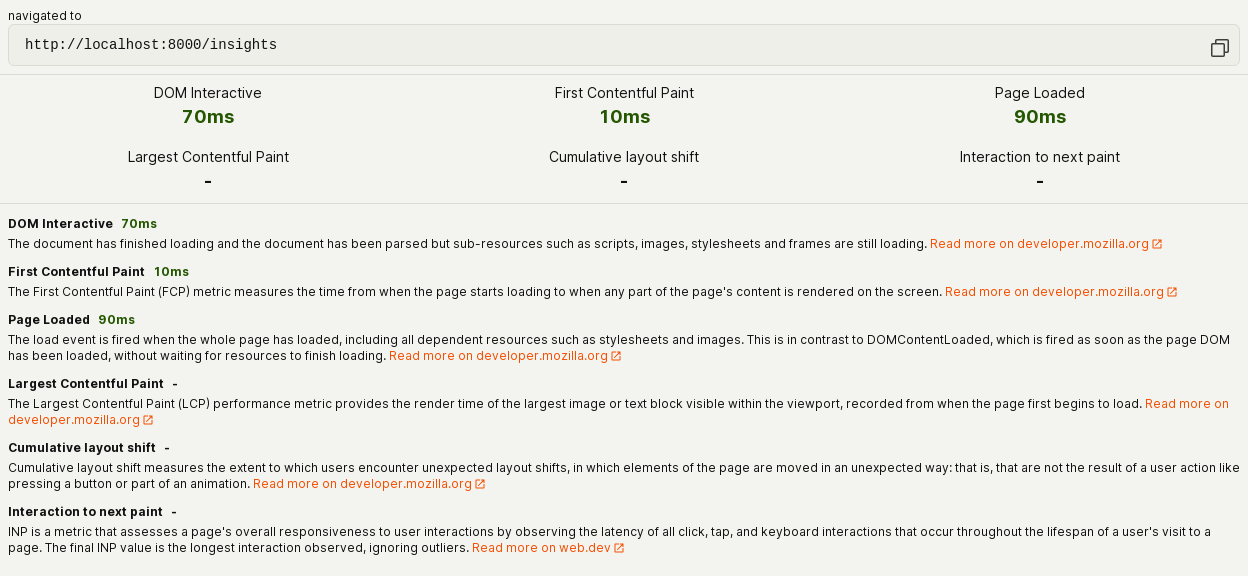 navigated to
http://localhost:8000/insights
DOM Interactive
70ms
First Contentful Paint
10ms
Page Loaded
90ms
Largest Contentful Paint
-
Cumulative layout shift
-
Interaction to next paint
-
DOM Interactive 70ms
The document has finished loading and the document has been parsed but sub-resources such as scripts, images, stylesheets and frames are still loading. Read more on developer.mozilla.org
First Contentful Paint 10ms
The First Contentful Paint (FCP) metric measures the time from when the page starts loading to when any part of the page's content is rendered on the screen. Read more on developer.mozilla.org
Page Loaded 90ms
The load event is fired when the whole page has loaded, including all dependent resources such as stylesheets and images. This is in contrast to DOMContentLoaded, which is fired as soon as the page DOM
has been loaded, without waiting for resources to finish loading. Read more on developer.mozilla.org
Largest Contentful Paint -
The Largest Contentful Paint (LCP) performance metric provides the render time of the largest image or text block visible within the viewport, recorded from when the page first begins to load. Read more on
developer.mozilla.org
Cumulative layout shift -
Cumulative layout shift measures the extent to which users encounter unexpected layout shifts, in which elements of the page are moved in an unexpected way: that is, that are not the result of a user action like
pressing a button or part of an animation. Read more on developer.mozilla.org
Interaction to next paint -
INP is a metric that assesses a page's overall responsiveness to user interactions by observing the latency of all click, tap, and keyboard interactions that occur throughout the lifespan of a user's visit to a
page. The final INP value is the longest interaction observed, ignoring outliers. Read more on web.dev